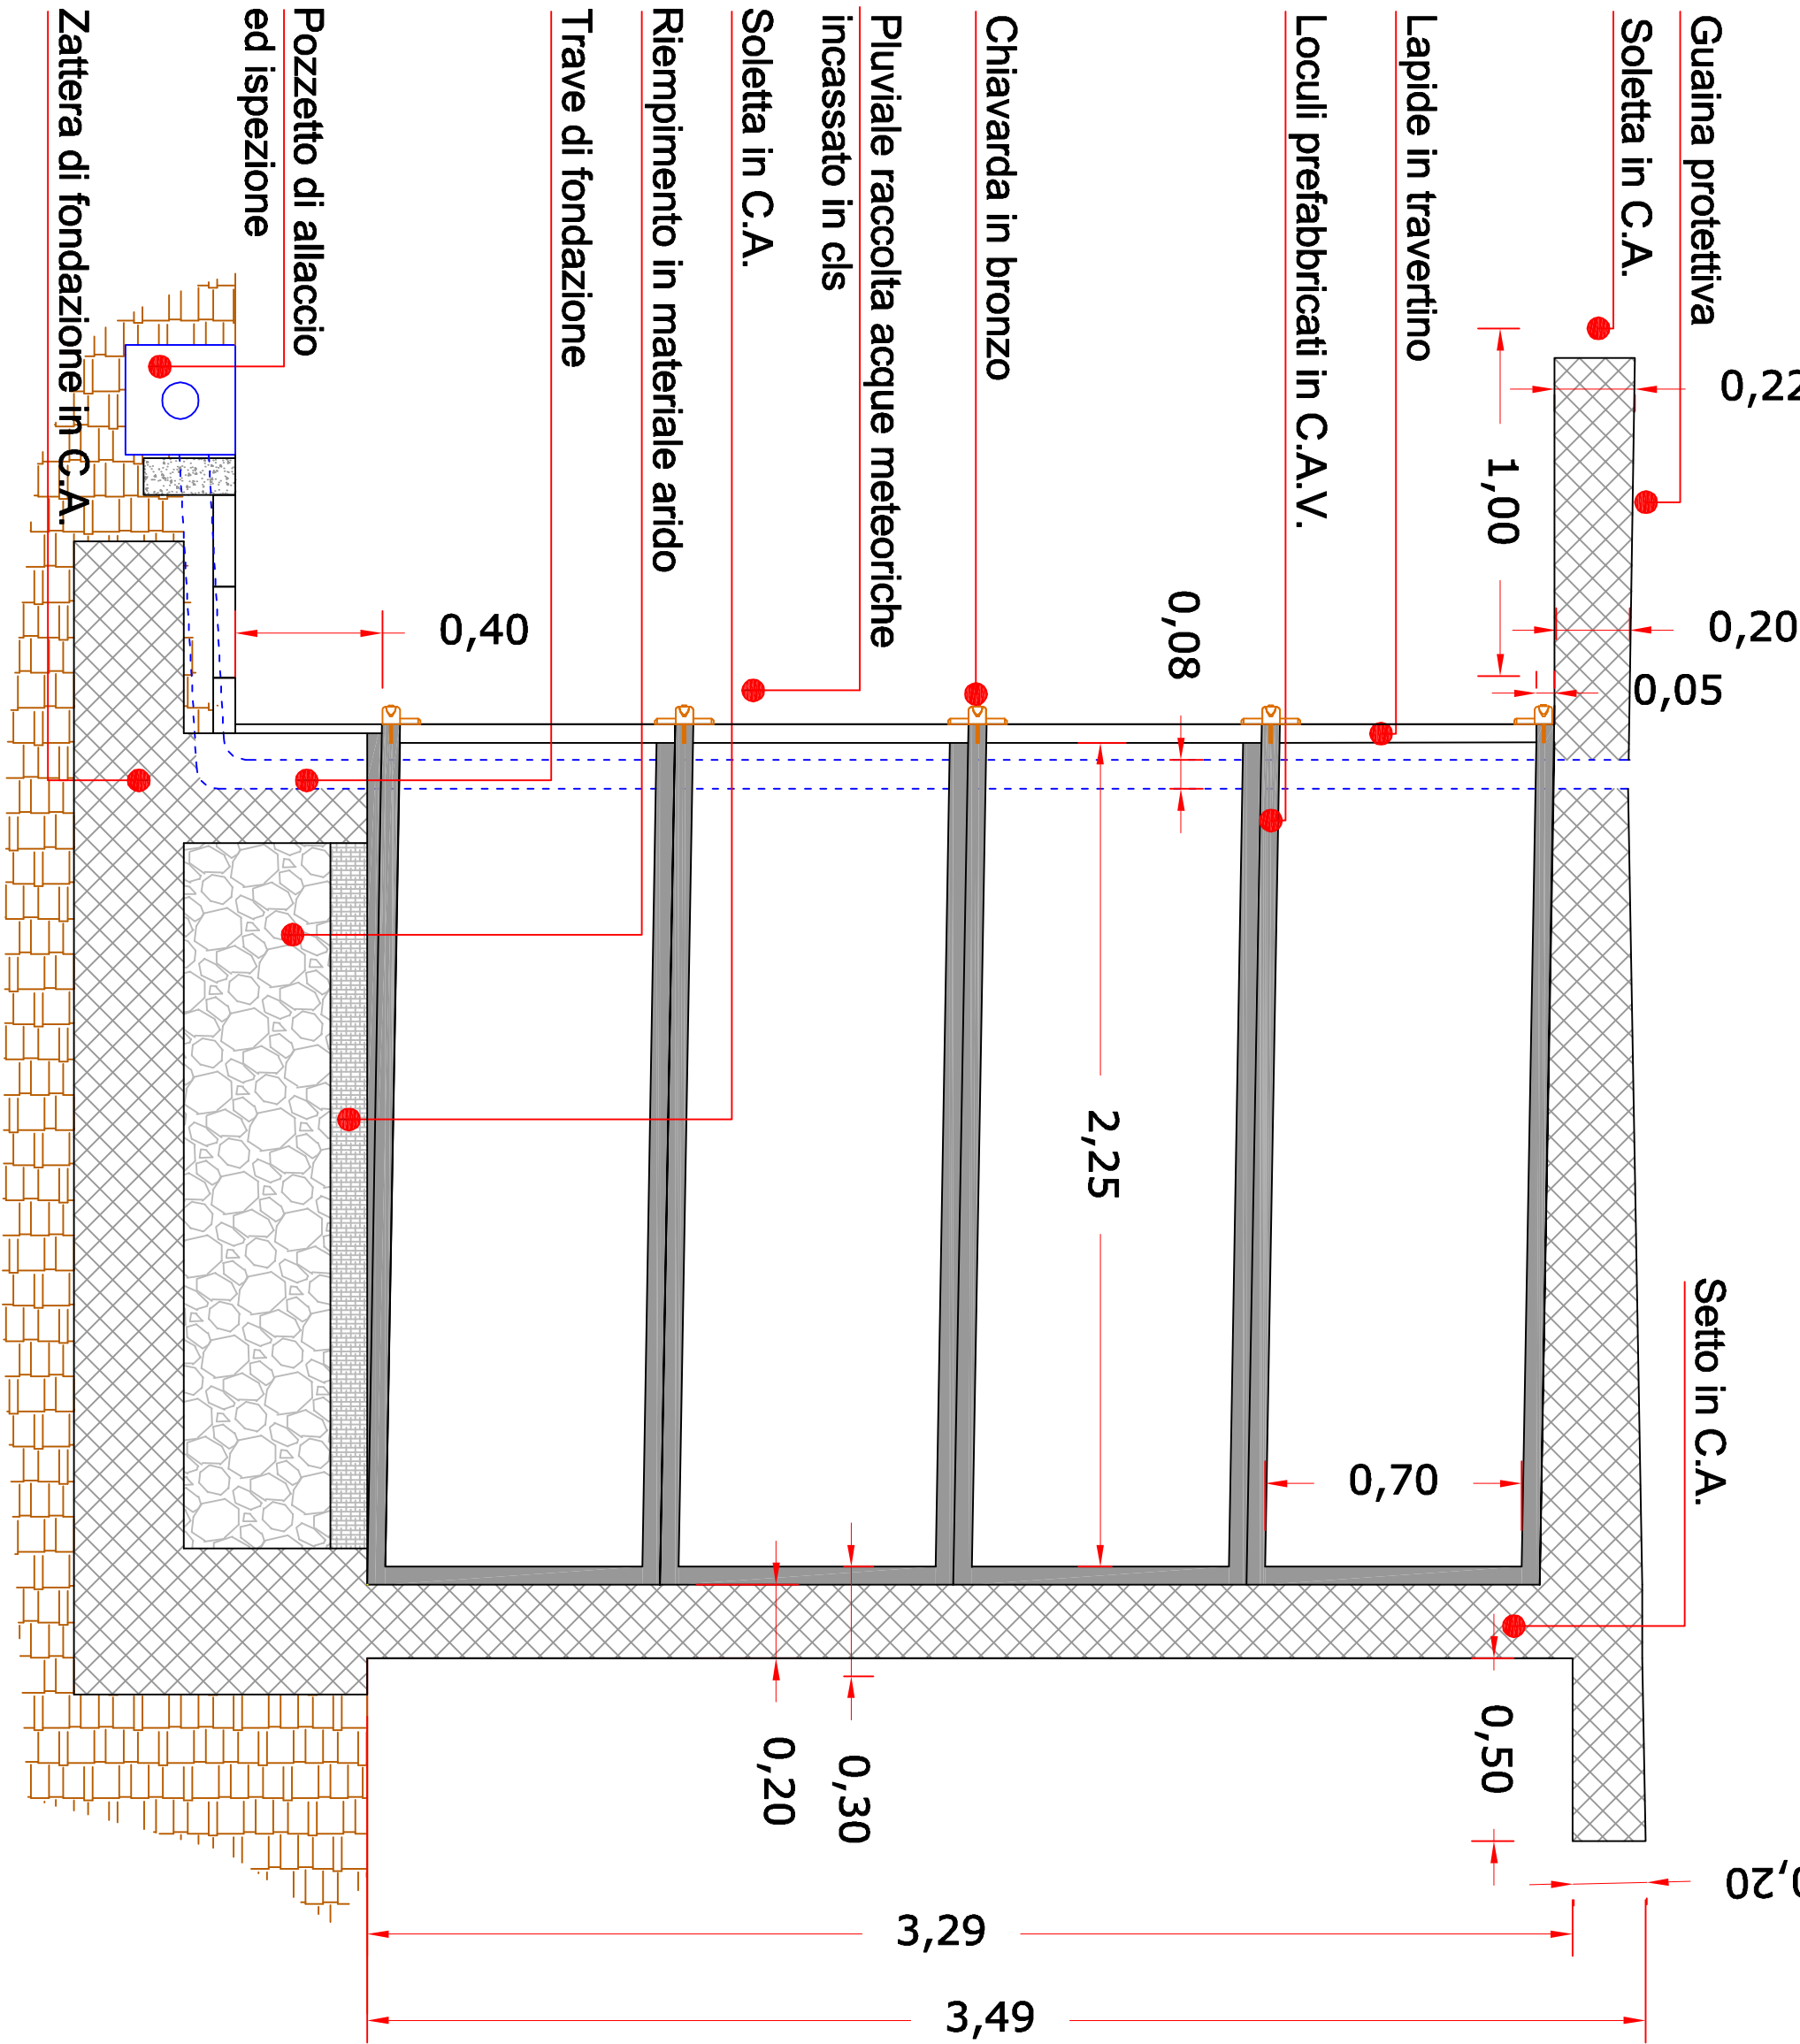 Guaina protettiva
Soletta in C.A.
Lapide in travertino
Loculi prefabbricati in C.A.V.
Chiavarda in bronzo
Pluviale raccolta acque meteoriche
incassato in cls
Soletta in C.A.
Riempimento in materiale arido
Trave di fondazione
Pozzetto di allaccio
ed ispezione
Zattera di fondazione in C.A.
Setto in C.A.
0,22
1,00
0,20
0,05
0,08
0,40
2,25
0,70
0,50
0,30
0,20
0,20
3,29
3,49